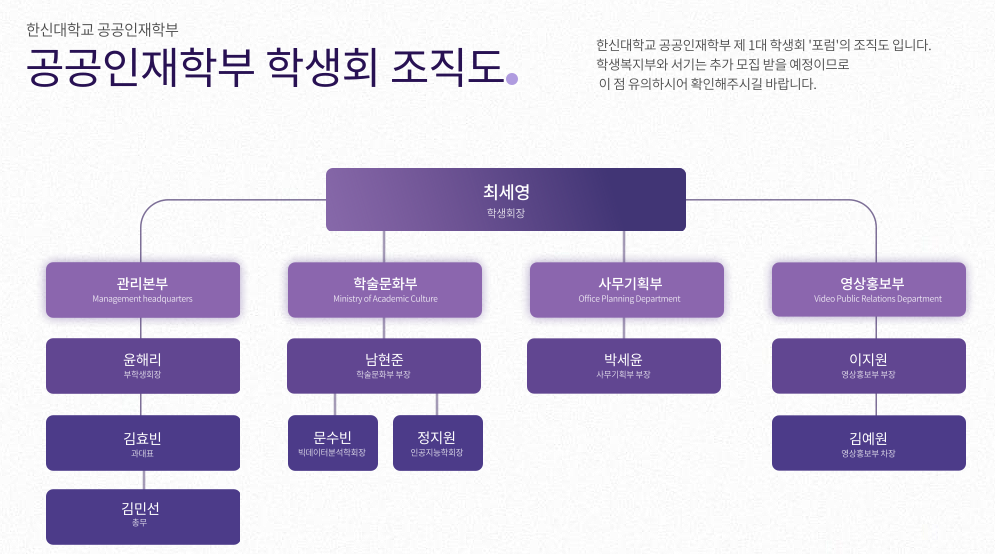 한신대학교 공공인재학부
공공인재학부 학생회 조직도
한신대학교 공공인재학부 제 1대 학생회 '포럼'의 조직도 입니다.
학생복지부와 서기는 추가 모집 받을 예정이므로
이 점 유의하시어 확인해주시길 바랍니다.
최세영
학생회장
관리본부
Management headquarters
학술문화부
Ministry of Academic Culture
사무기획부
Office Planning Department
영상홍보부
Video Public Relations Department
윤해리
부학생회장
남현준
학술문화부 부장
박세윤
사무기획부 부장
이지원
영상홍보부 부장
김효빈
과대표
문수빈
빅데이터분석학회장
정지원
인공지능학회장
김예원
영상홍보부 차장
김민선
총무